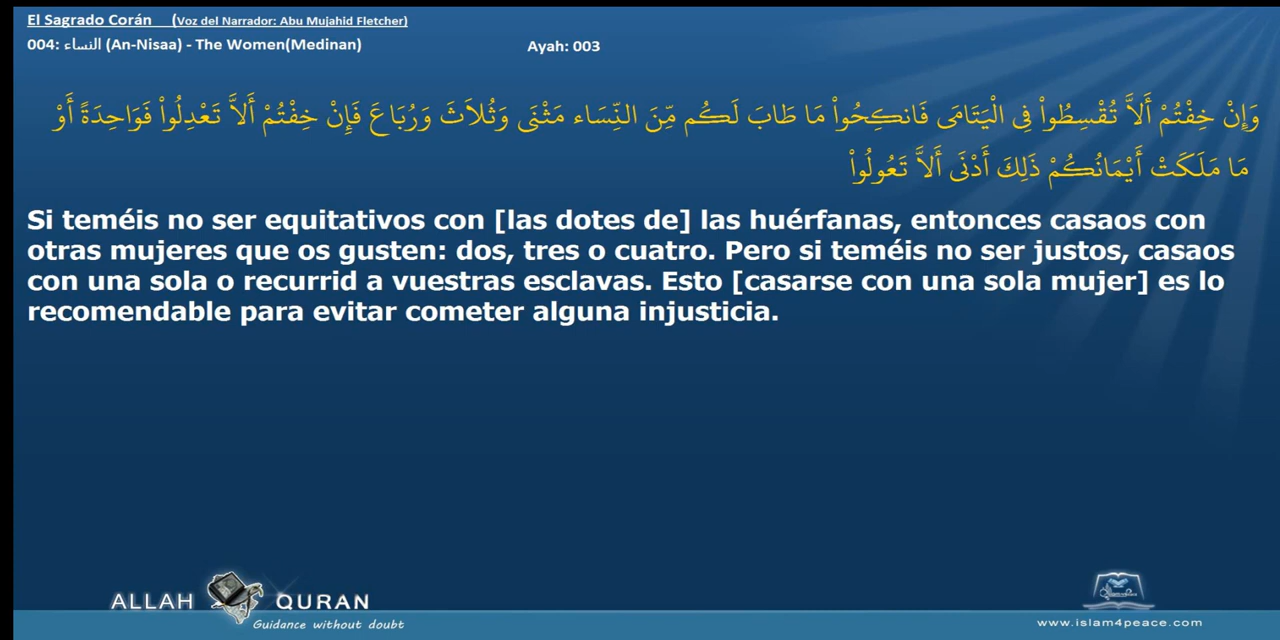 El Sagrado Corán (Voz del Narrador: Abu Mujahid Fletcher)
004: النساء (An-Nisaa) - The Women(Medinan) Ayah: 003
وَإِنْ خِفْتُمْ أَلاَّ تُقْسِطُواْ فِي الْيَتَامَى فَانكِحُواْ مَا طَابَ لَكُم مِّنَ النِّسَاء مَثْنَى وَثُلاَثَ وَرُبَاعَ فَإِنْ خِفْتُمْ أَلاَّ تَعْدِلُواْ فَوَاحِدَةً أَوْ
مَا مَلَكَتْ أَيْمَانُكُمْ ذَلِكَ أَدْنَى أَلاَّ تَعُولُواْ
Si teméis no ser equitativos con [las dotes de] las huérfanas, entonces casaos con
otras mujeres que os gusten: dos, tres o cuatro. Pero si teméis no ser justos, casaos
con una sola o recurrid a vuestras esclavas. Esto [casarse con una sola mujer] es lo
recomendable para evitar cometer alguna injusticia.
ALLAH QURAN
Guidance without doubt
www.islam4peace.com